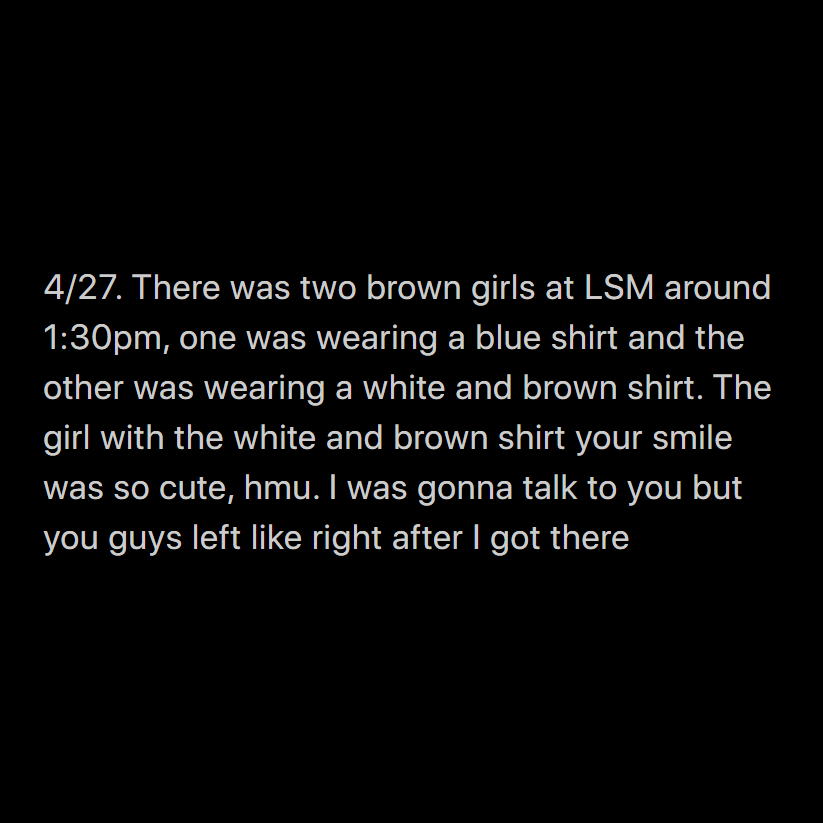 4/27. There was two brown girls at LSM around
1:30pm, one was wearing a blue shirt and the
other was wearing a white and brown shirt. The
girl with the white and brown shirt your smile
was so cute, hmu. I was gonna talk to you but
you guys left like right after I got there